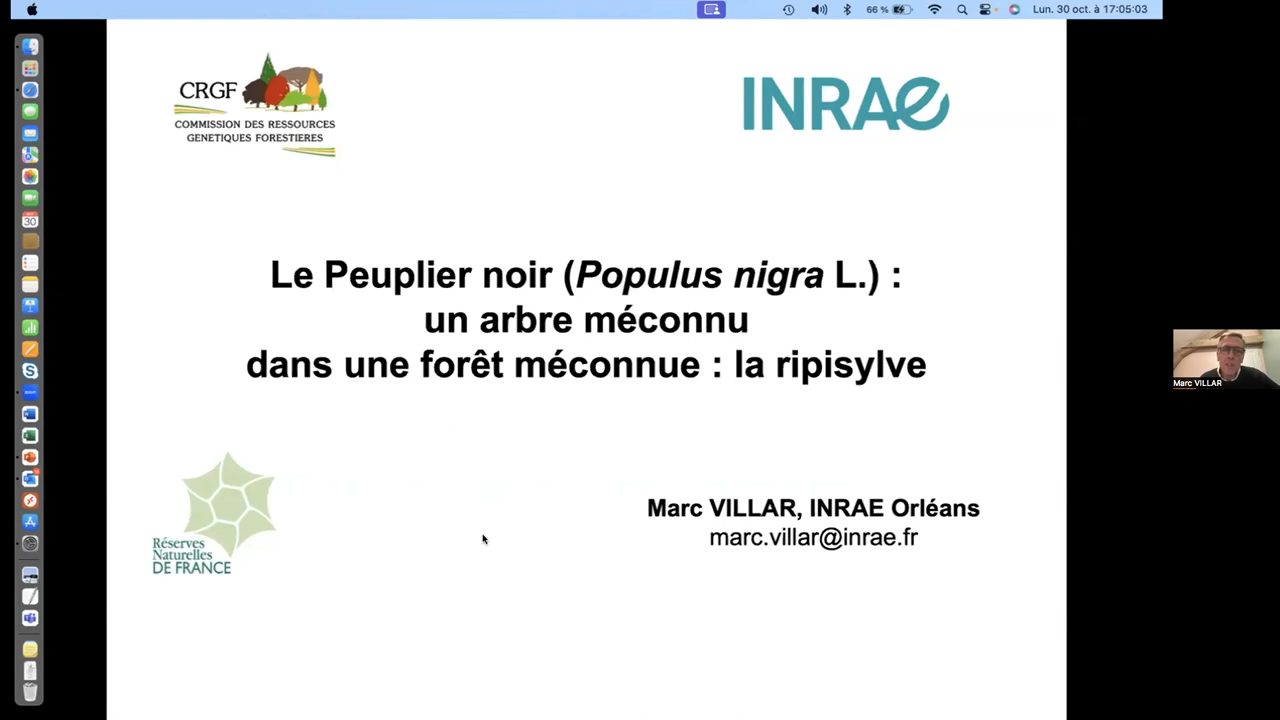 66 %
Lun. 30 oct. à 17:05:03
CRGF
COMMISSION DES RESSOURCES
GENETIQUES FORESTIERES
INRAE
Le Peuplier noir (Populus nigra L.) :
un arbre méconnu
dans une forêt méconnue : la ripisylve
Marc VILLAR
Réserves
Naturelles
DE FRANCE
Marc VILLAR, INRAE Orléans
marc.villar@inrae.fr
30